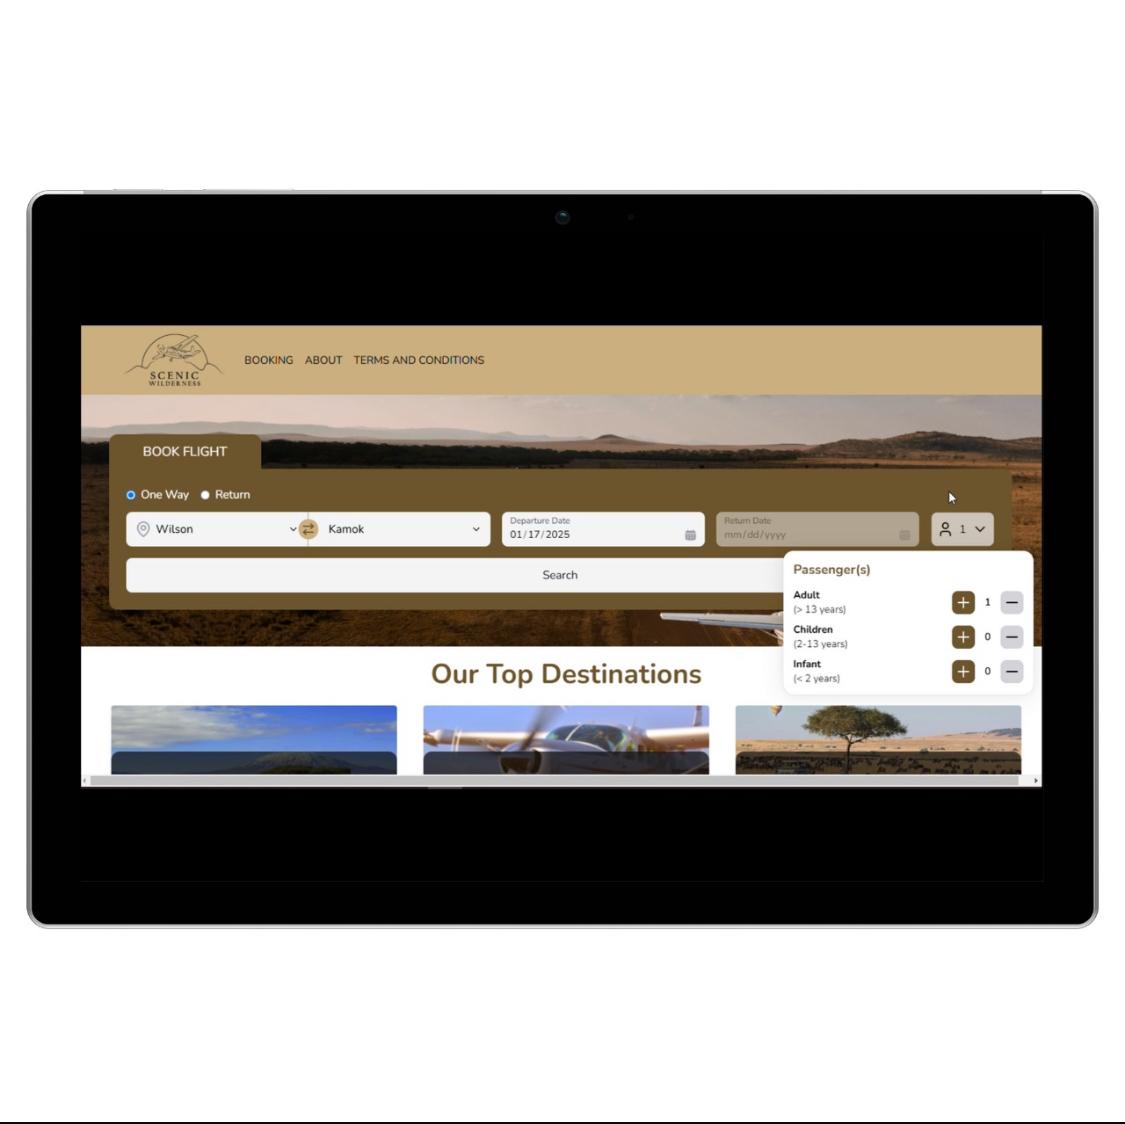 SCENIC
WILDERNESS
BOOKING ABOUT TERMS AND CONDITIONS
BOOK FLIGHT
One Way Return
Wilson
Kamok
Departure Date
01/17/2025
Return Date
mm/dd/yyyy
1
Search
Passenger(s)
Adult
(> 13 years)
1
Children
(2-13 years)
0
Infant
(< 2 years)
0
Our Top Destinations